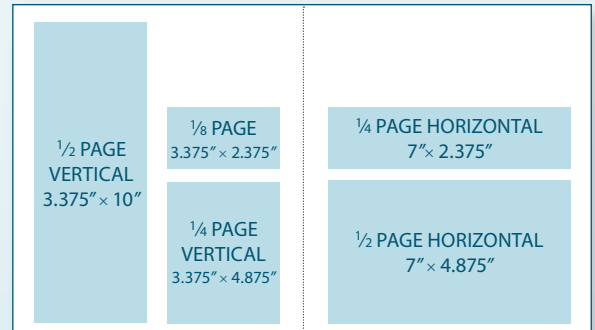 ½ PAGE
VERTICAL
3.375″ × 10″
⅛ PAGE
3.375″ × 2.375″
¼ PAGE
VERTICAL
3.375″ × 4.875″
¼ PAGE HORIZONTAL
7″× 2.375″
½ PAGE HORIZONTAL
7″ × 4.875″